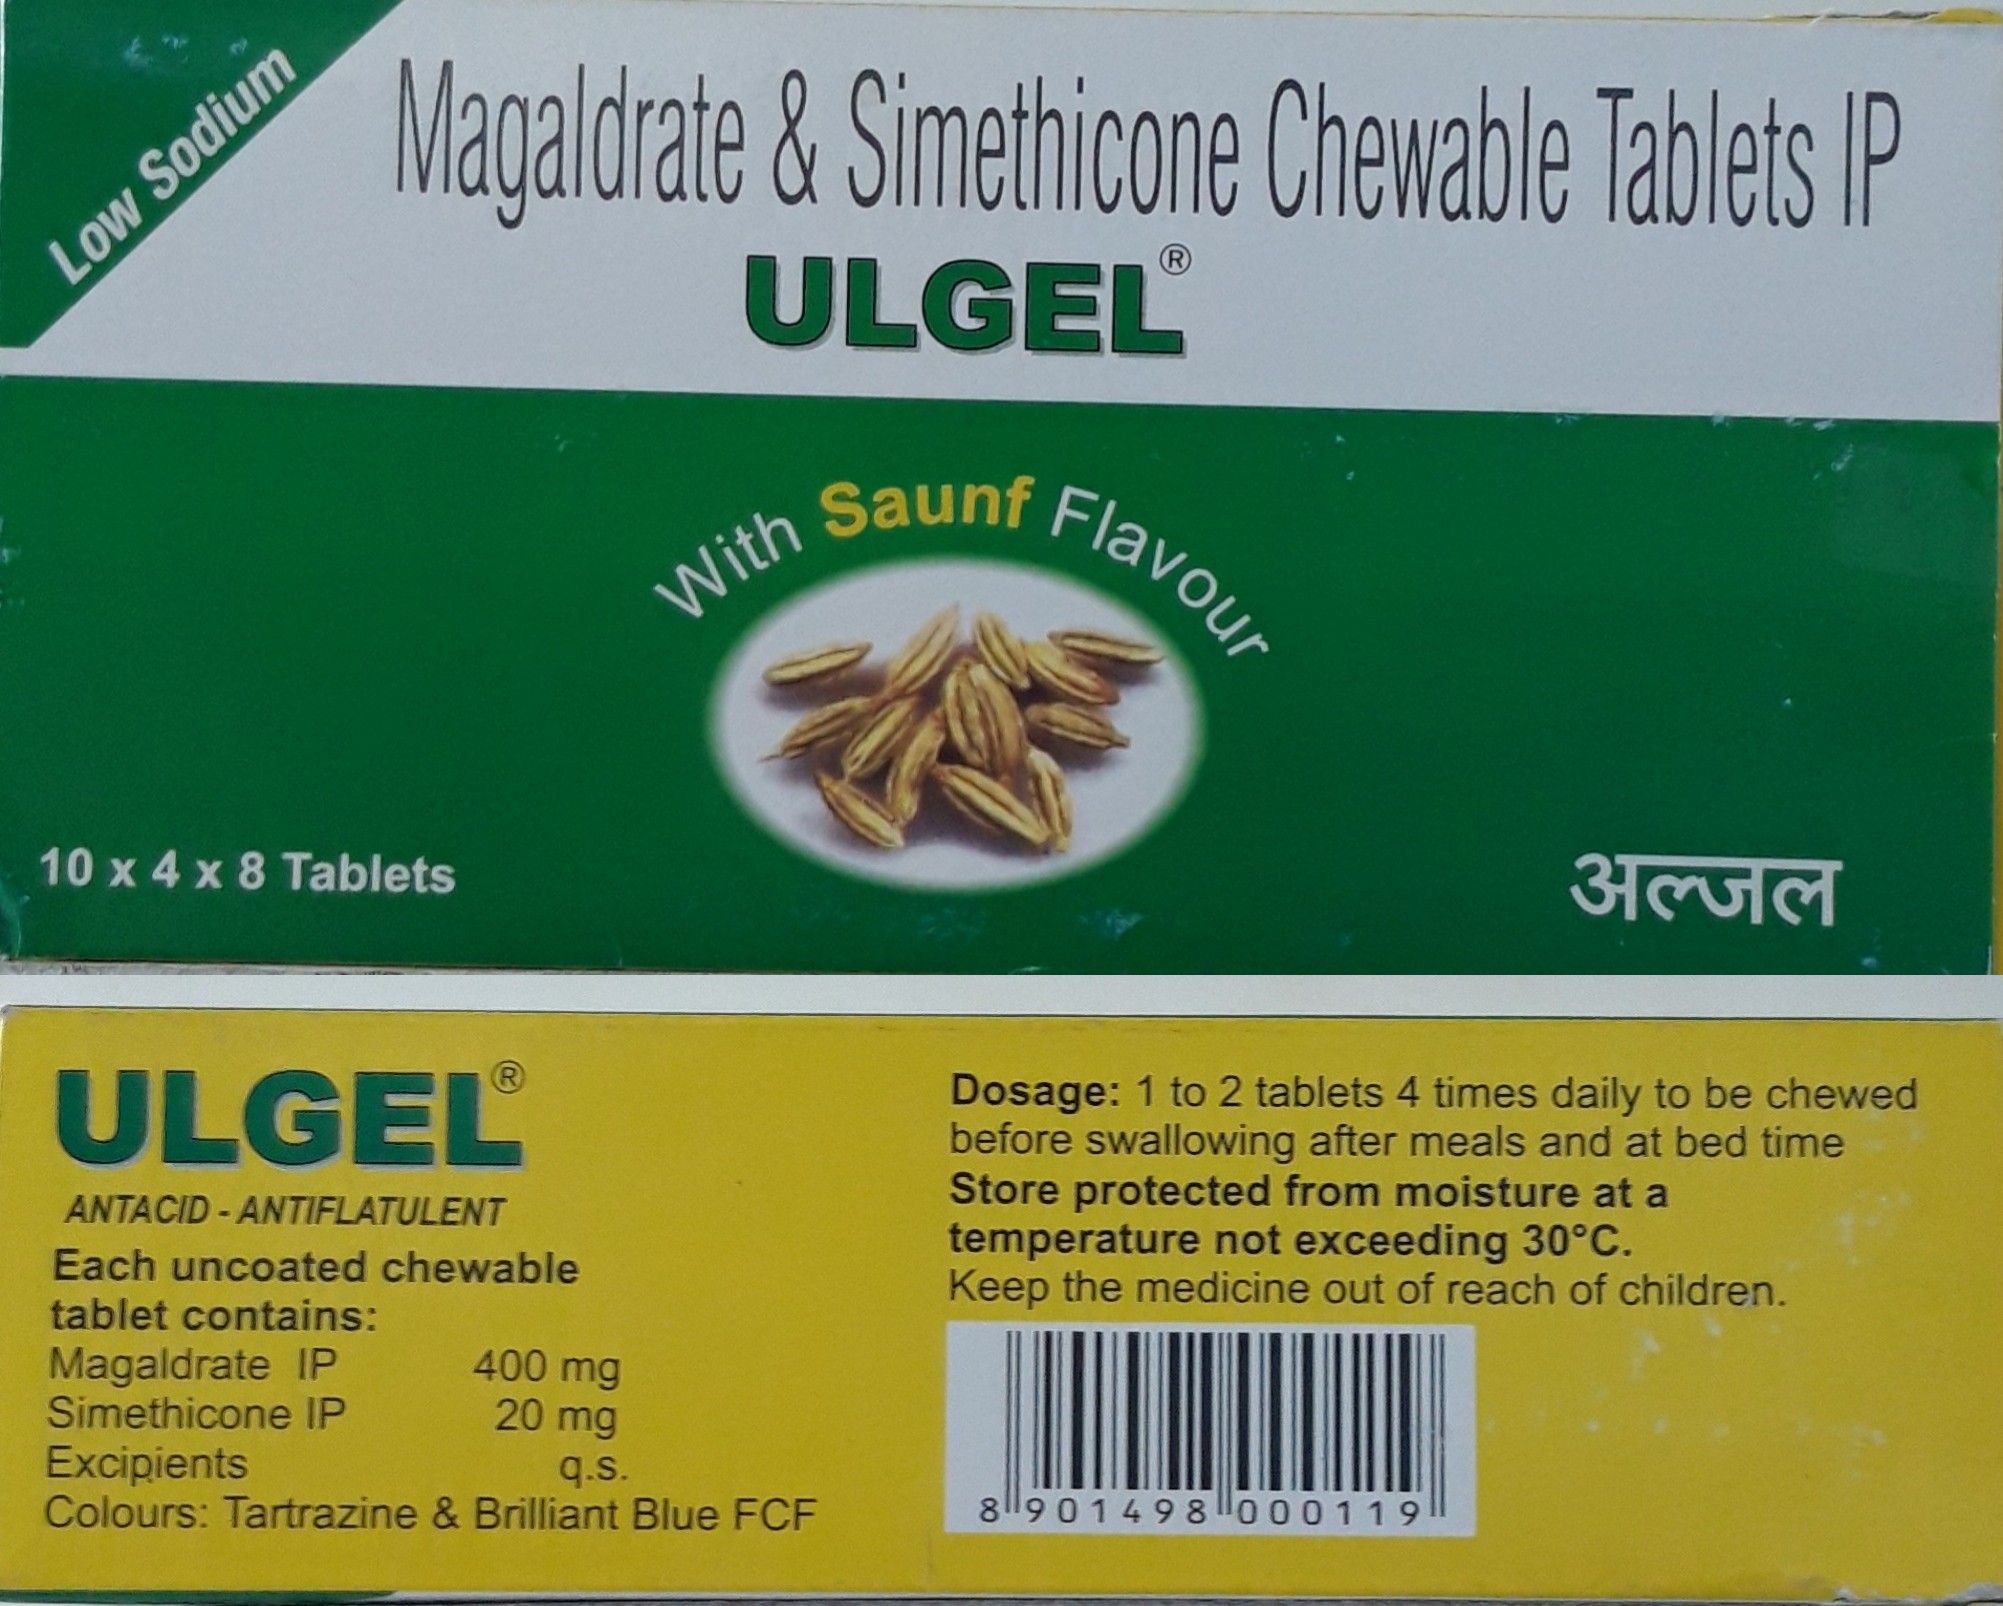 Low Sodium
Magaldrate & Simethicone Chewable Tablets IP
ULGEL®
With Saunf Flavour
10 x 4 x 8 Tablets
अल्जल
ULGEL®
ANTACID - ANTIFLATULENT
Each uncoated chewable
tablet contains:
Magaldrate IP 400 mg
Simethicone IP 20 mg
Excipients q.s.
Colours: Tartrazine & Brilliant Blue FCF
Dosage: 1 to 2 tablets 4 times daily to be chewed
before swallowing after meals and at bed time
Store protected from moisture at a
temperature not exceeding 30°C.
Keep the medicine out of reach of children.
8 901498 000119